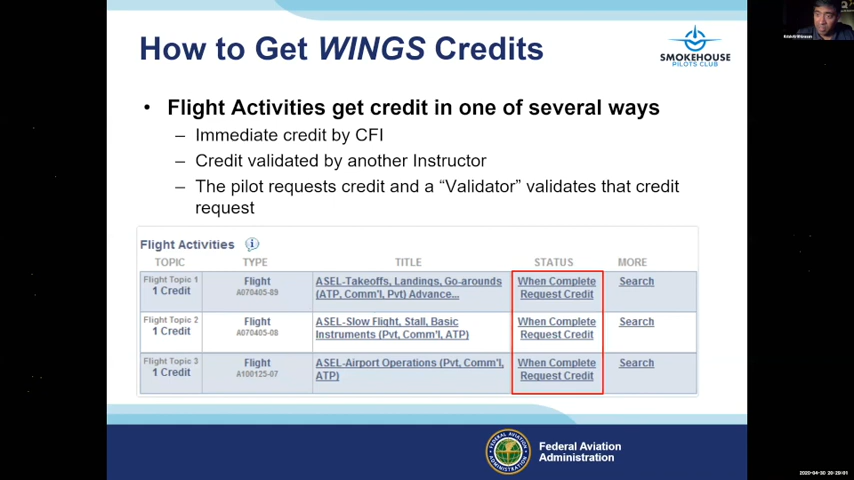 How to Get WINGS Credits
SMOKEHOUSE
PILOTS CLUB
• Flight Activities get credit in one of several ways
– Immediate credit by CFI
– Credit validated by another Instructor
– The pilot requests credit and a “Validator” validates that credit
request
Flight Activities i
TOPIC TYPE TITLE STATUS MORE
Flight Topic 1
1 Credit
Flight
A070405-89
ASEL-Takeoffs, Landings, Go-arounds
(ATP, Comm'l, Pvt) Advance...
When Complete
Request Credit
Search
Flight Topic 2
1 Credit
Flight
A070405-08
ASEL-Slow Flight, Stall, Basic
Instruments (Pvt, Comm'l, ATP)
When Complete
Request Credit
Search
Flight Topic 3
1 Credit
Flight
A100125-07
ASEL-Airport Operations (Pvt, Comm'l,
ATP)
When Complete
Request Credit
Search
Federal Aviation
Administration